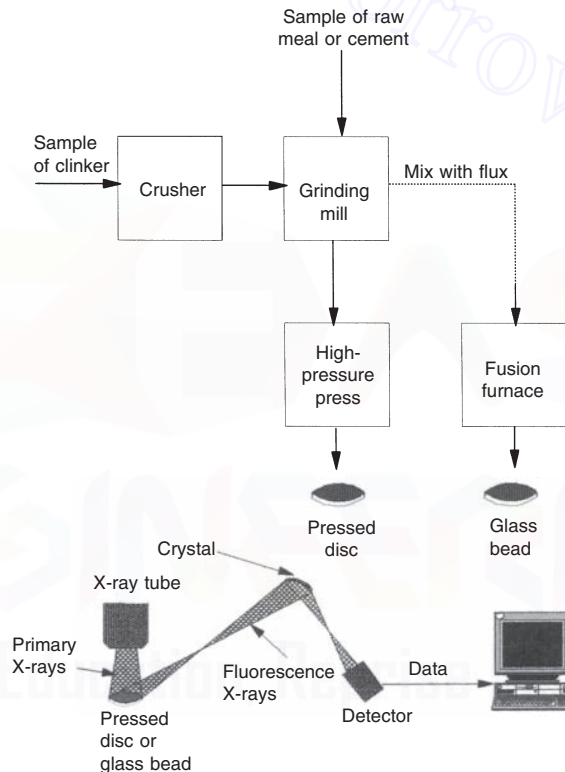 Sample of raw
meal or cement
Sample
of clinker
Crusher
Grinding
mill
Mix with flux
High-
pressure
press
Fusion
furnace
Pressed
disc
Glass
bead
Crystal
X-ray tube
Primary
X-rays
Fluorescence
X-rays
Data
Detector
Pressed
disc or
glass bead